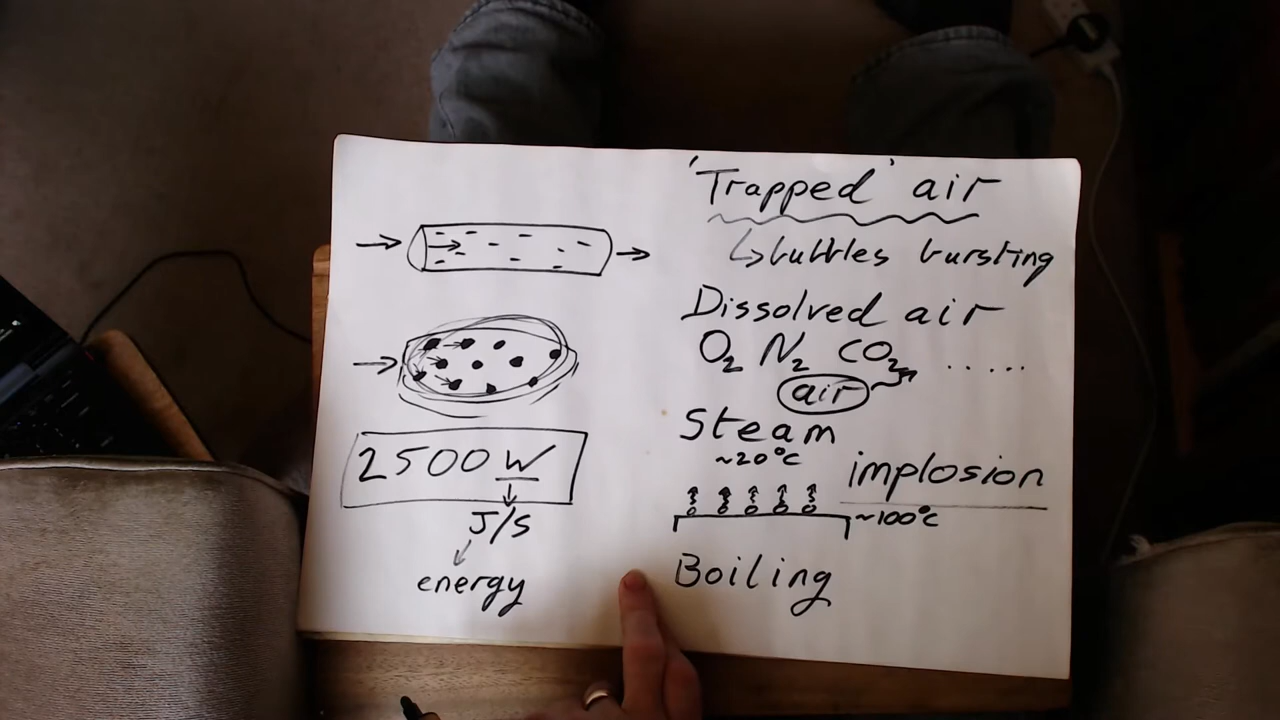 'Trapped' air
↳bubbles bursting
Dissolved air
O₂ N₂ CO₂ ......
air
Steam
~20°C
implosion
~100°C
Boiling
2500 W
J/S
energy